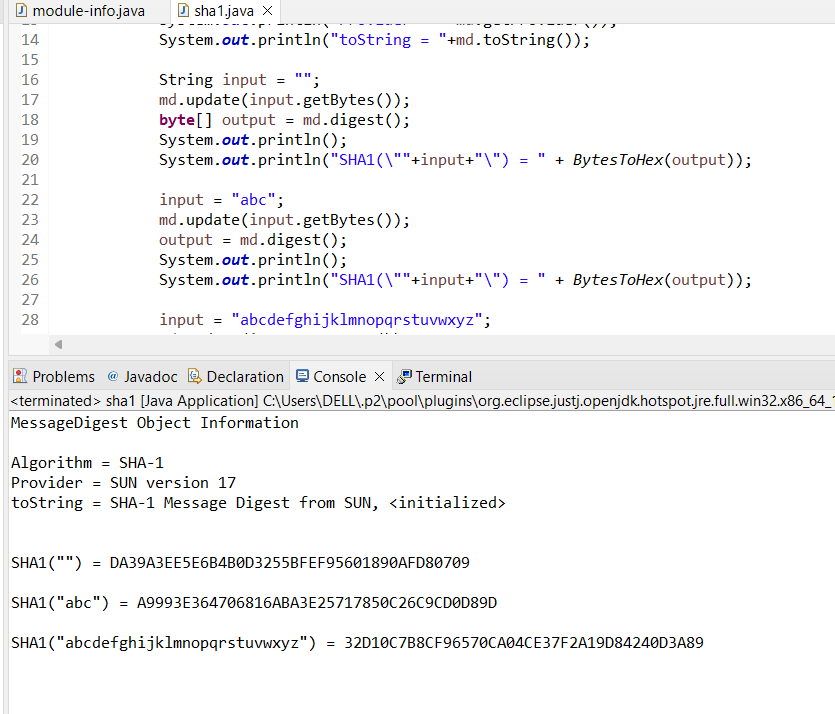 module-info.java sha1.java
14 System.out.println("toString = "+md.toString());
15
16 String input = "";
17 md.update(input.getBytes());
18 byte[] output = md.digest();
19 System.out.println();
20 System.out.println("SHA1(\""+input+"\") = " + BytesToHex(output));
21
22 input = "abc";
23 md.update(input.getBytes());
24 output = md.digest();
25 System.out.println();
26 System.out.println("SHA1(\""+input+"\") = " + BytesToHex(output));
27
28 input = "abcdefghijklmnopqrstuvwxyz";
Problems @ Javadoc Declaration Console Terminal
<terminated> sha1 [Java Application] C:\Users\DELL\.p2\pool\plugins\org.eclipse.justj.openjdk.hotspot.jre.full.win32.x86_64_1
MessageDigest Object Information
Algorithm = SHA-1
Provider = SUN version 17
toString = SHA-1 Message Digest from SUN, <initialized>
SHA1("") = DA39A3EE5E6B4B0D3255BFEF95601890AFD80709
SHA1("abc") = A9993E364706816ABA3E25717850C26C9CD0D89D
SHA1("abcdefghijklmnopqrstuvwxyz") = 32D10C7B8CF96570CA04CE37F2A19D84240D3A89